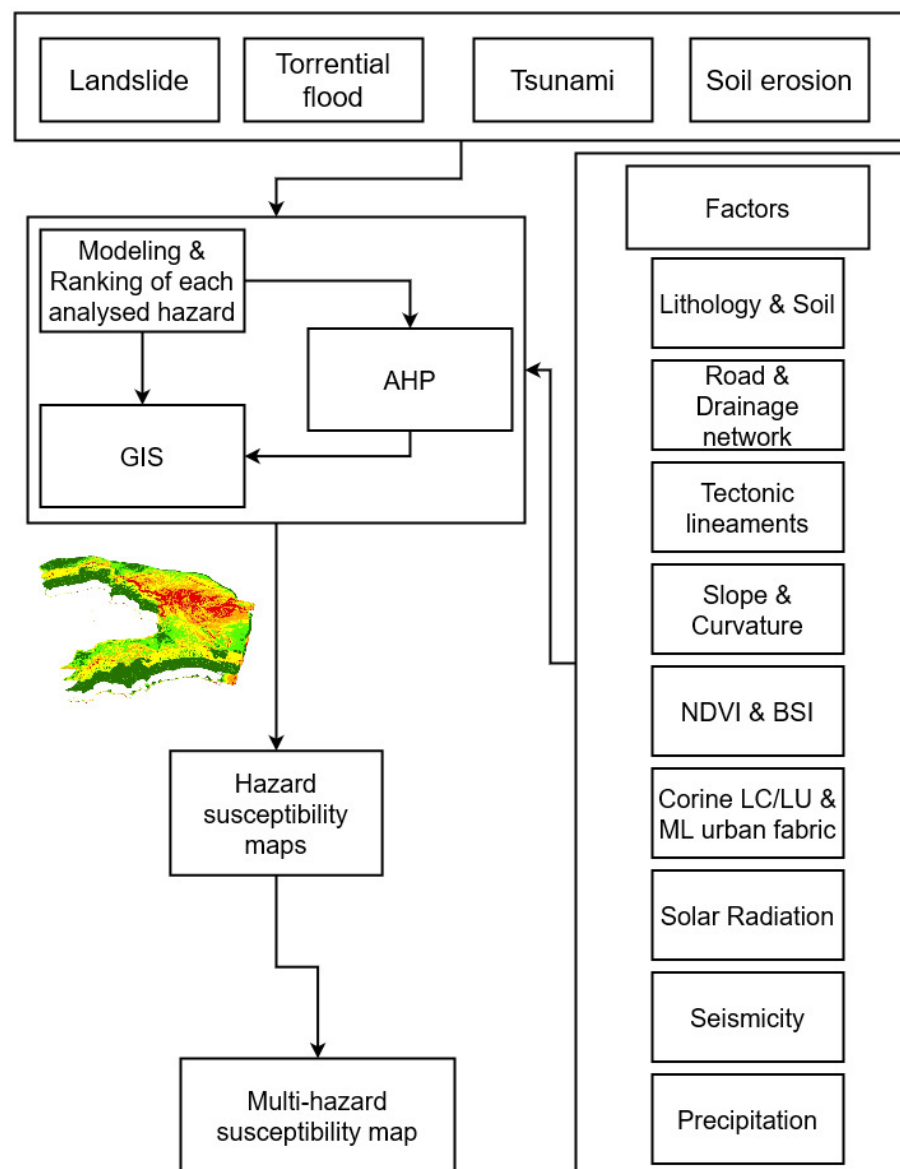 Landslide
Torrential
flood
Tsunami
Soil erosion
Modeling &
Ranking of each
analysed hazard
AHP
GIS
Hazard
susceptibility
maps
Multi-hazard
susceptibility map
Factors
Lithology & Soil
Road &
Drainage
network
Tectonic
lineaments
Slope &
Curvature
NDVI & BSI
Corine LC/LU &
ML urban fabric
Solar Radiation
Seismicity
Precipitation